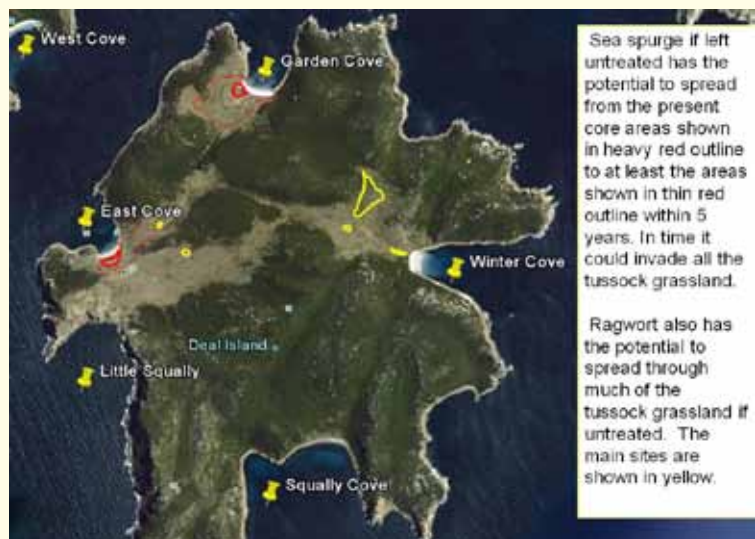 West Cove
Garden Cove
East Cove
Winter Cove
Deal Island
Little Squally
Squally Cove
Sea spurge if left
untreated has the
potential to spread
from the present
core areas shown
in heavy red outline
to at least the areas
shown in thin red
outline within 5
years. In time it
could invade all the
tussock grassland.
Ragwort also has
the potential to
spread through
much of the
tussock grassland if
untreated. The
main sites are
shown in yellow.